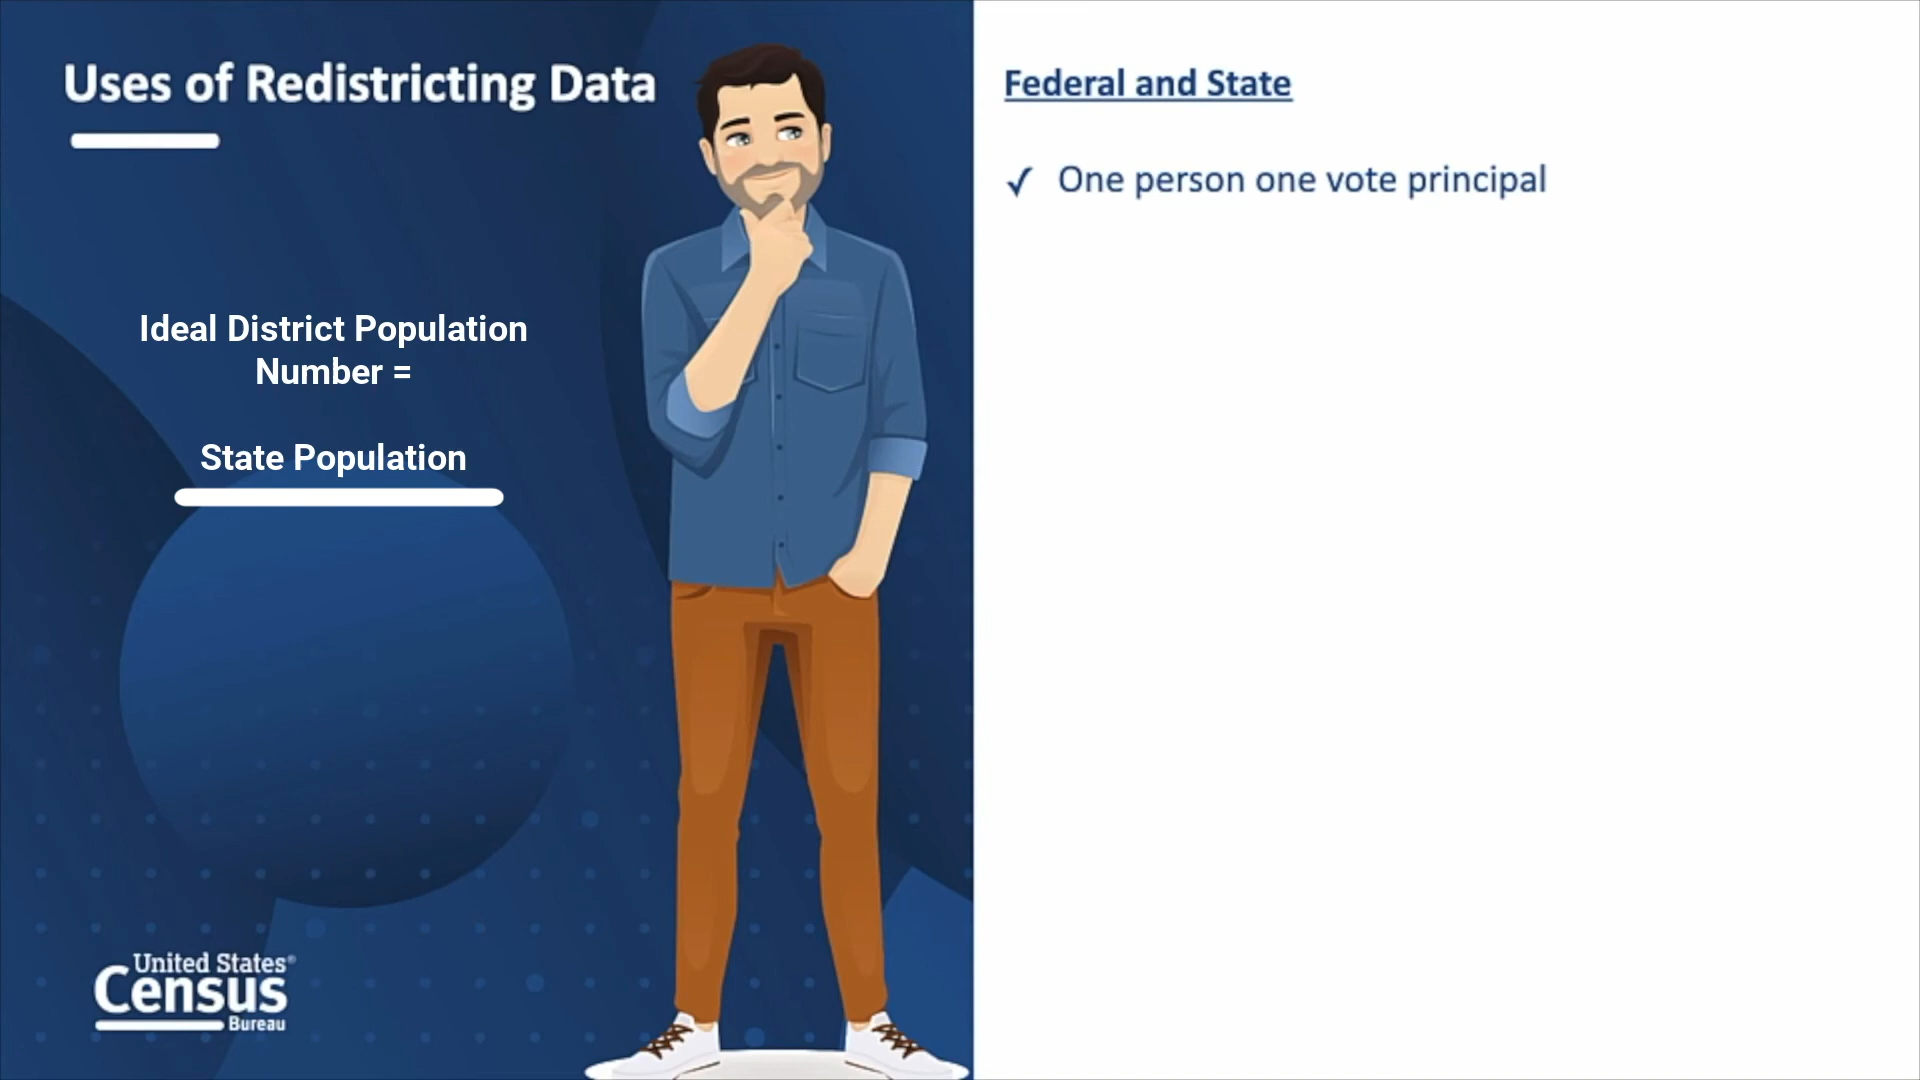 Uses of Redistricting Data
Ideal District Population
Number =
State Population
United States®
Census
Bureau
Federal and State
✓ One person one vote principal